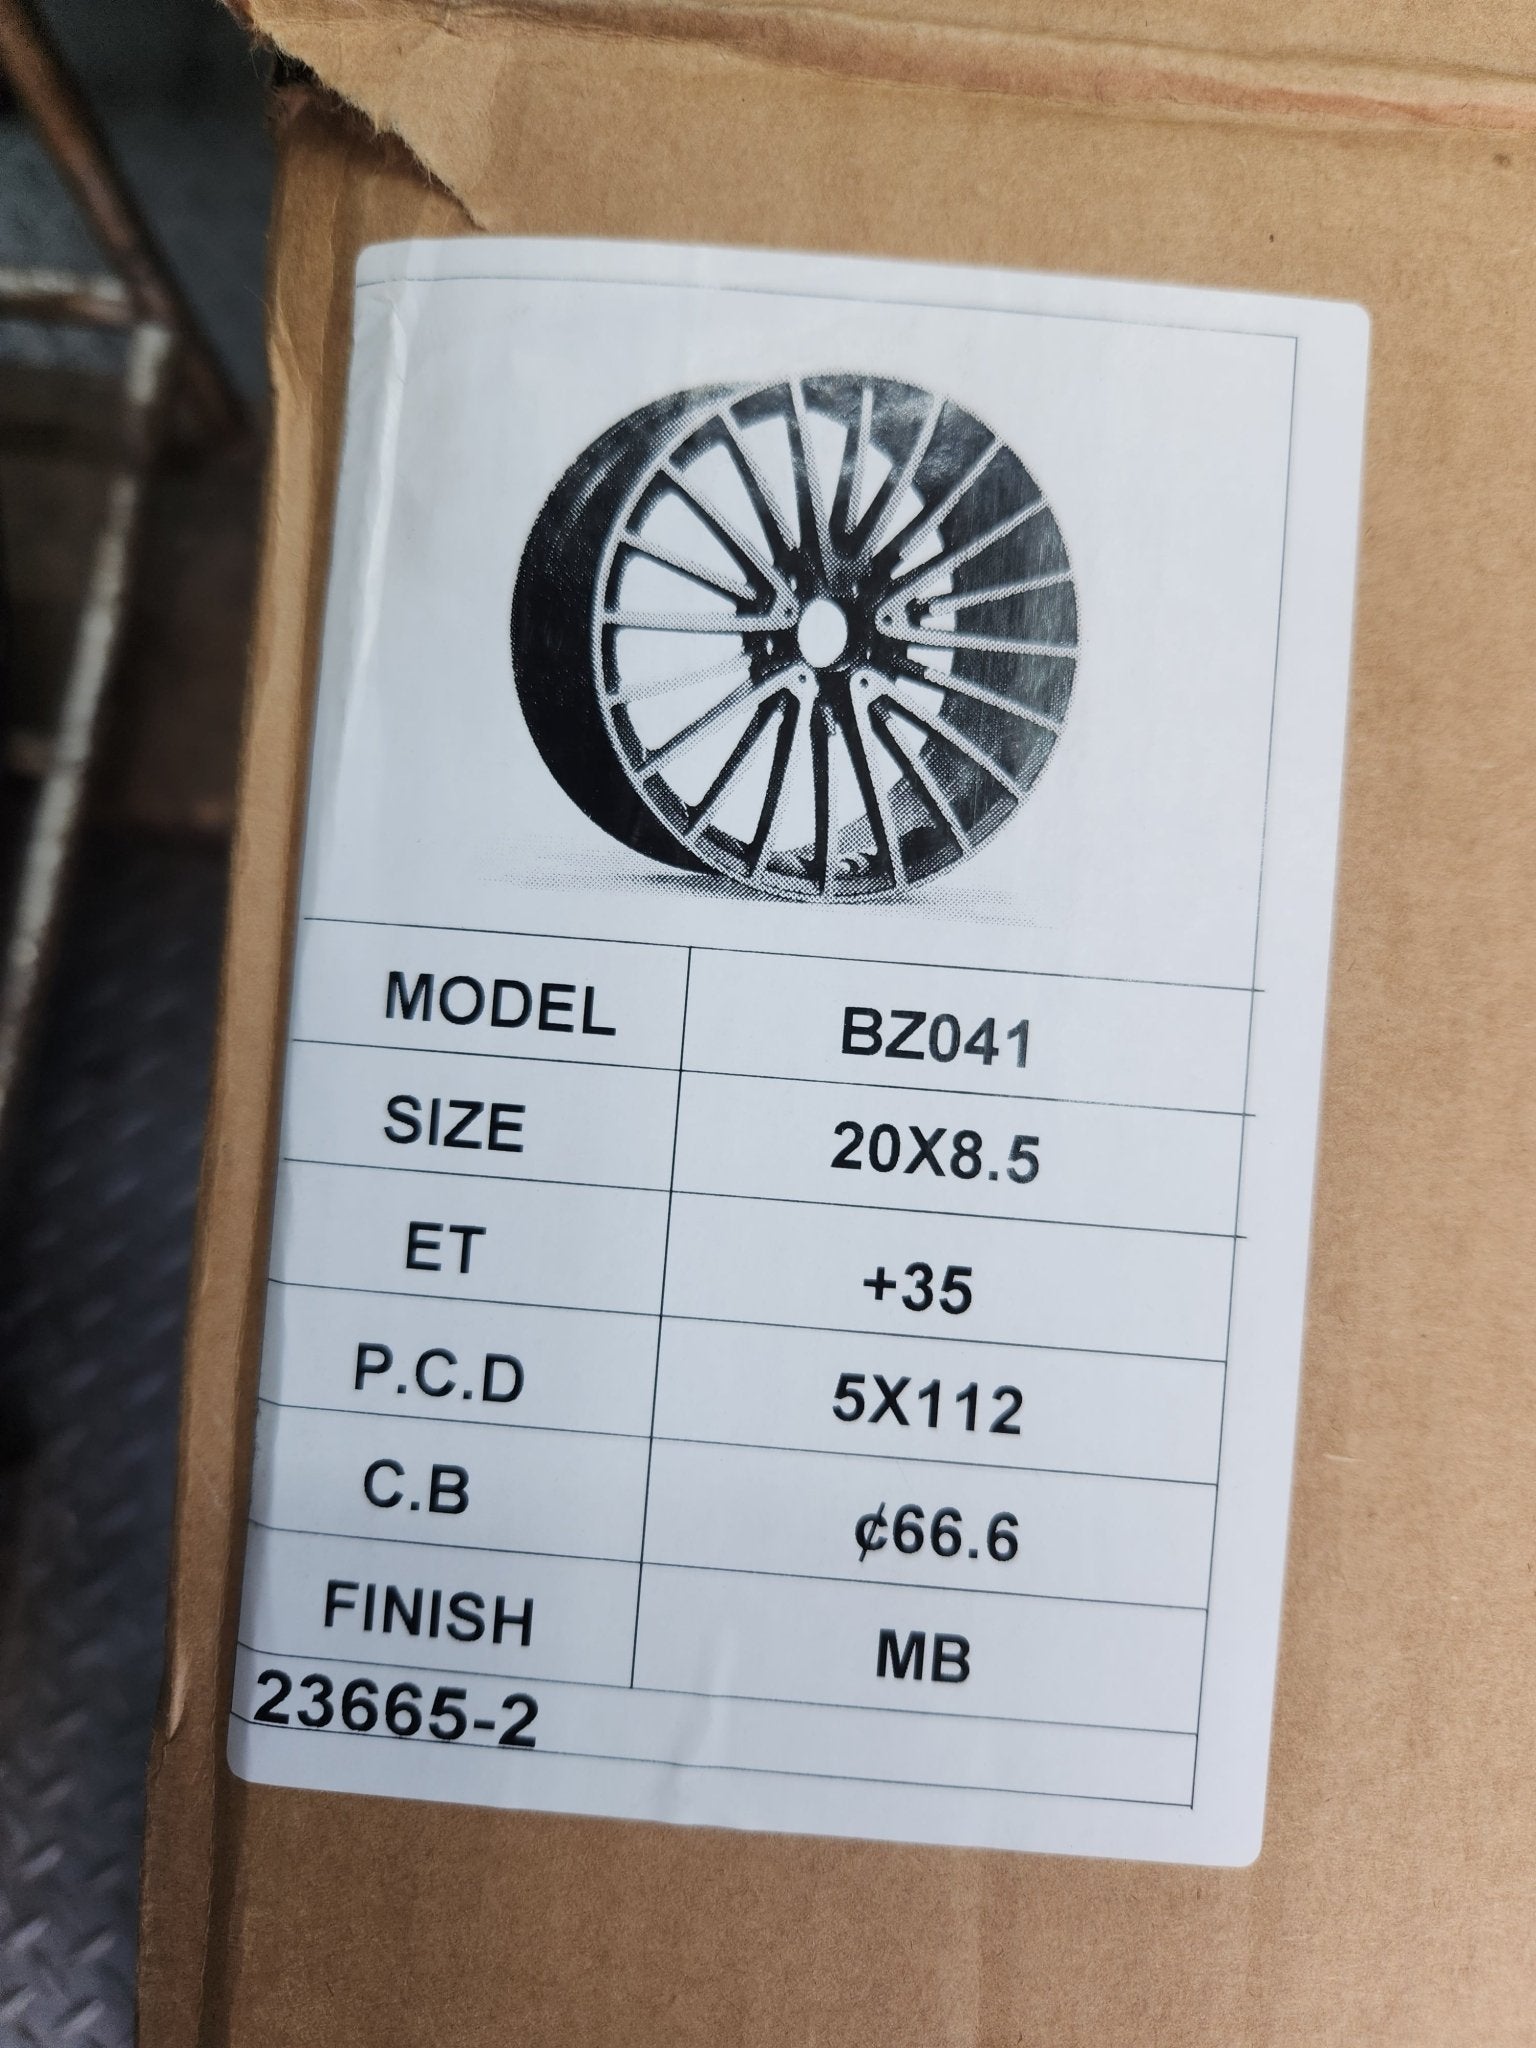 MODEL BZ041
SIZE 20X8.5
ET +35
P.C.D 5X112
C.B ¢66.6
FINISH MB
23665-2